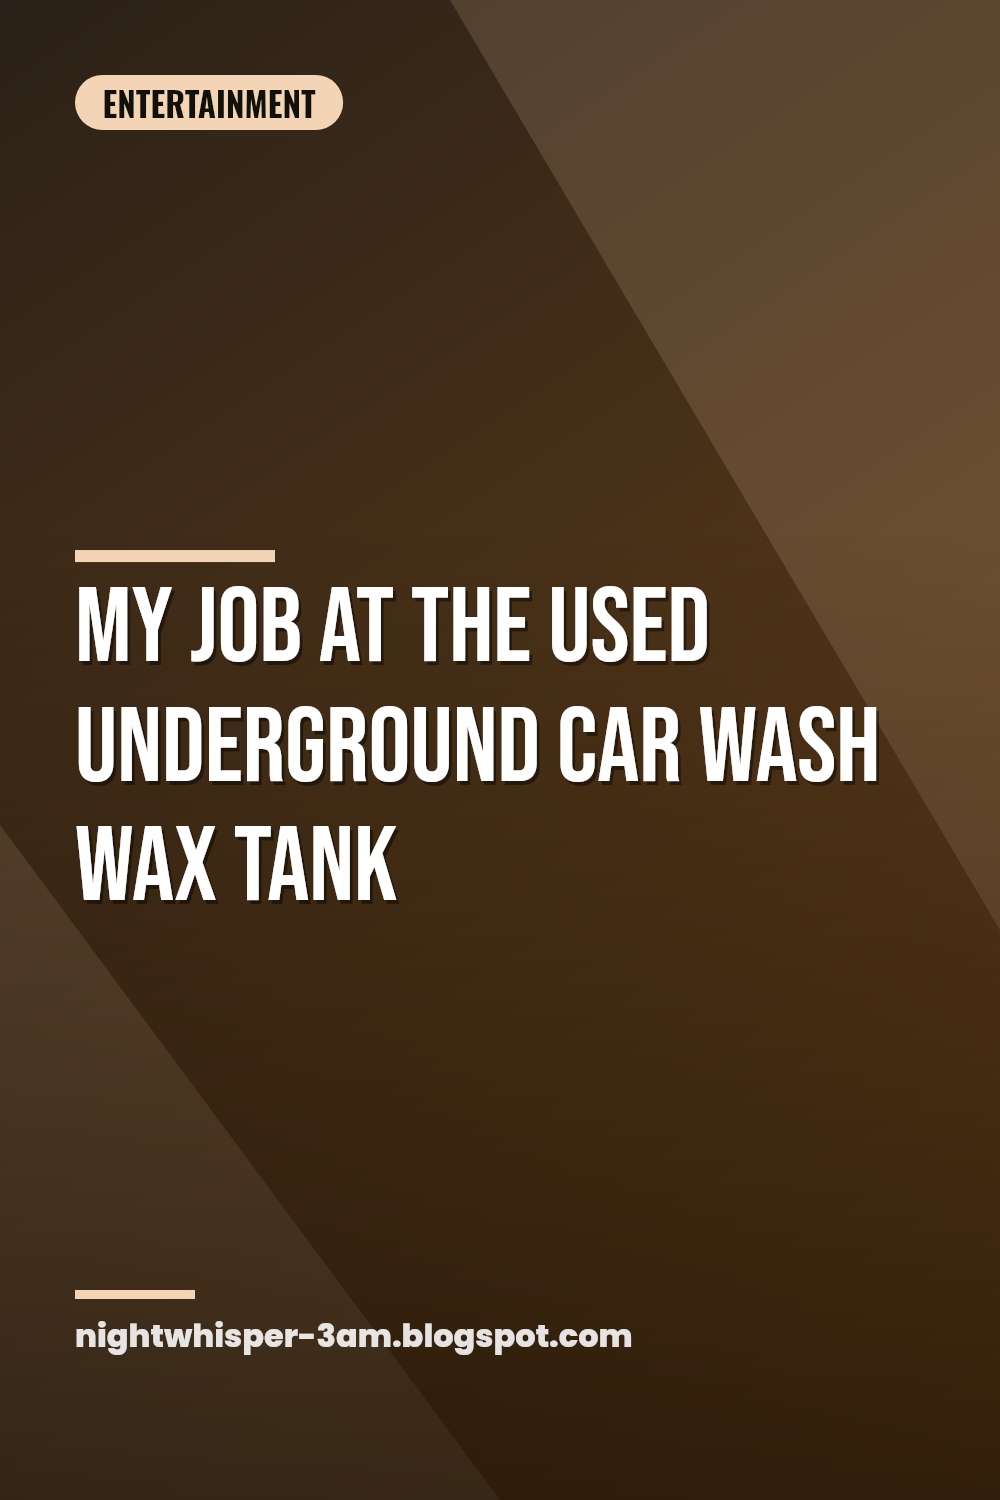 ENTERTAINMENT
MY JOB AT THE USED
UNDERGROUND CAR WASH
WAX TANK
nightwhisper-3am.blogspot.com